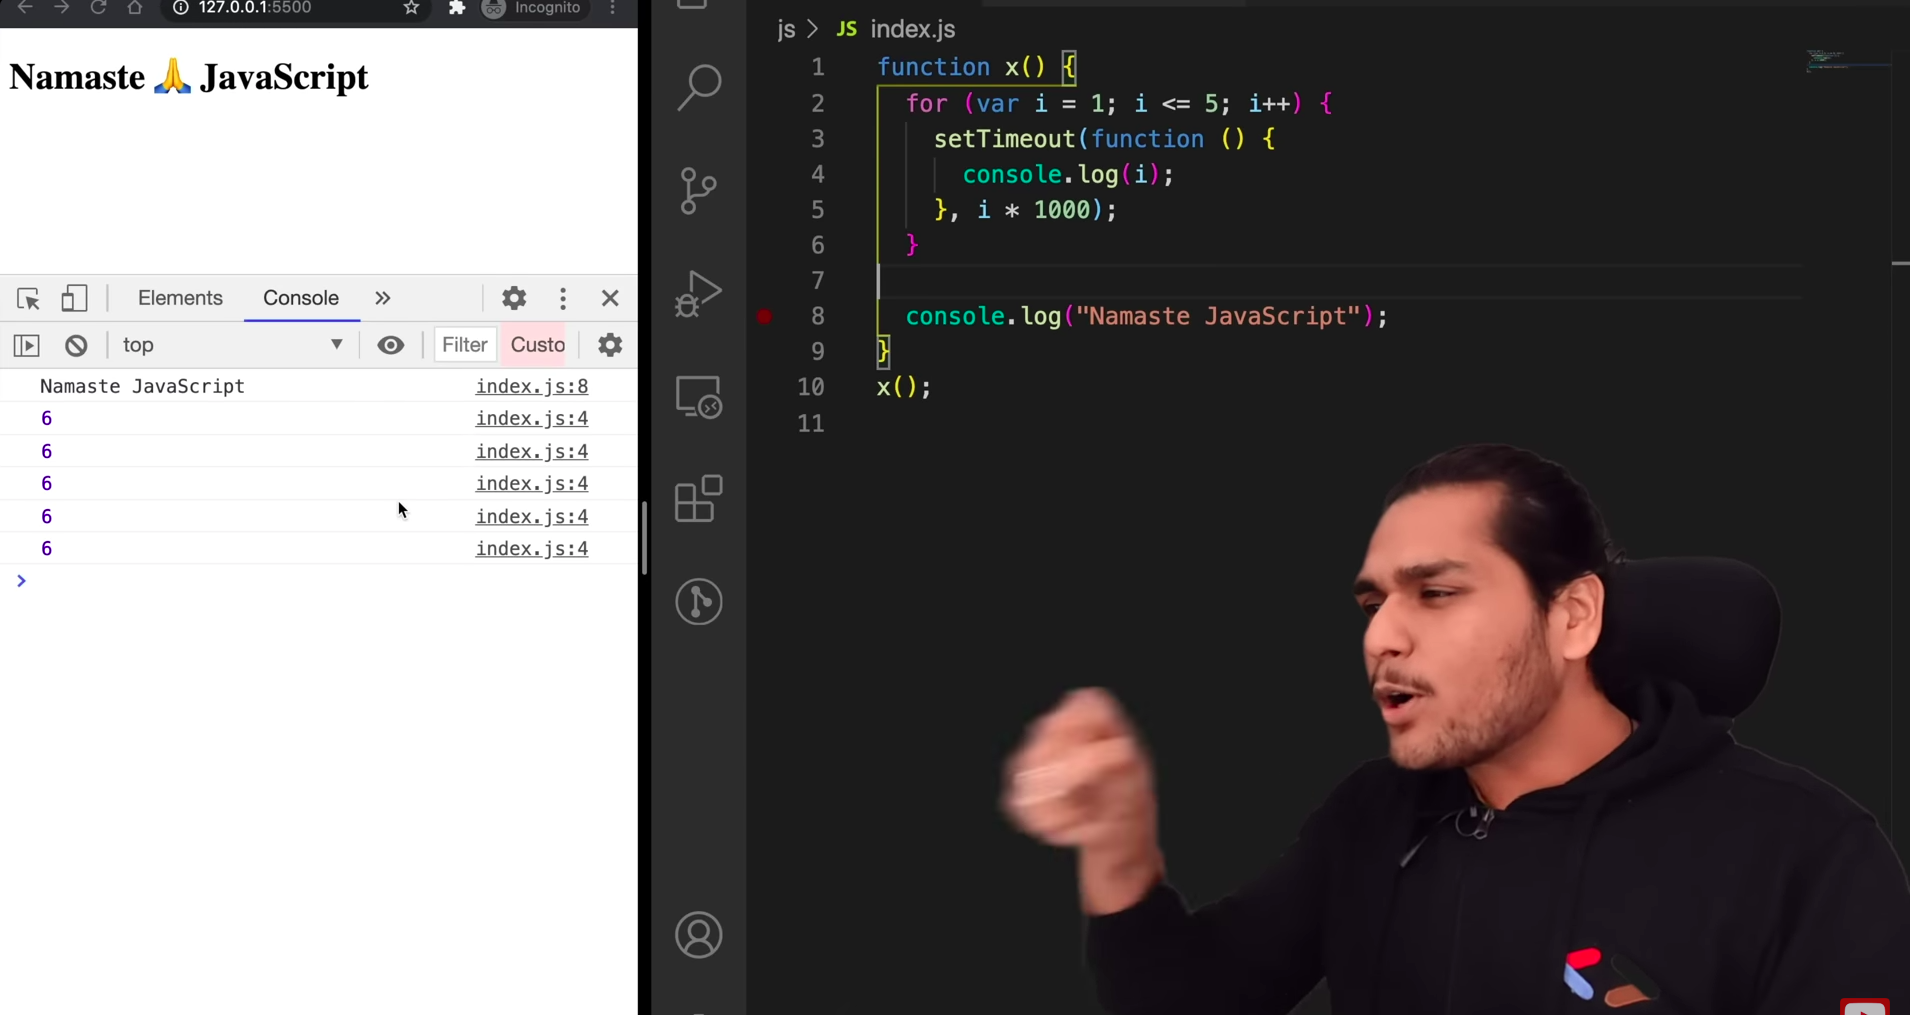 127.0.0.1:5500
Incognito
Namaste 🙏 JavaScript
Elements
Console
top
Filter
Custo
Namaste JavaScript index.js:8
6 index.js:4
6 index.js:4
6 index.js:4
6 index.js:4
6 index.js:4
>
js > JS index.js
1 function x() {
2 for (var i = 1; i <= 5; i++) {
3 setTimeout(function () {
4 console.log(i);
5 }, i * 1000);
6 }
7
8 console.log("Namaste JavaScript");
9 }
10 x();
11